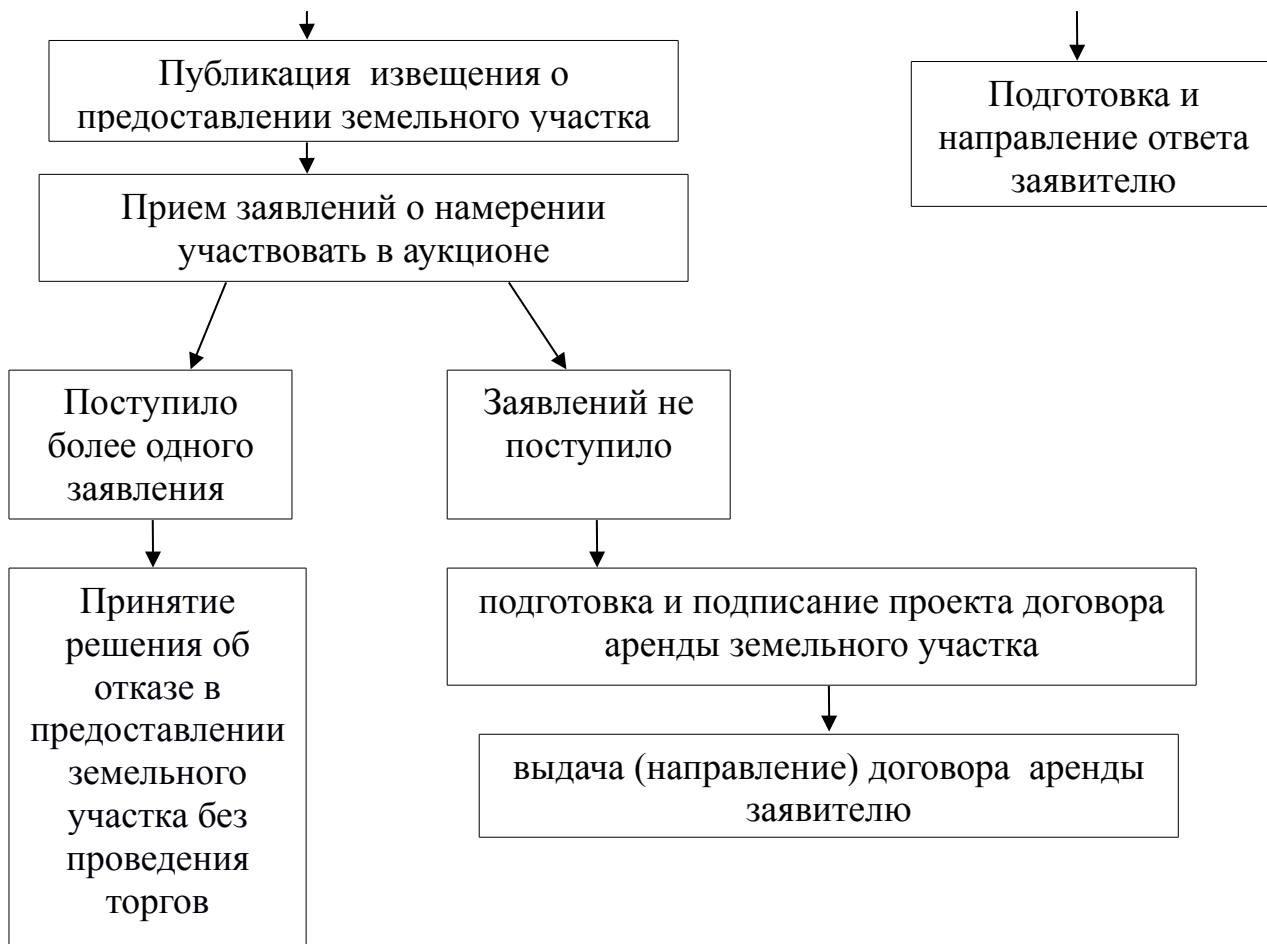 Публикация извещения о
предоставлении земельного участка
Подготовка и
направление ответа
заявителю
Прием заявлений о намерении
участвовать в аукционе
Поступило
более одного
заявления
Заявлений не
поступило
Принятие
решения об
отказе в
предоставлении
земельного
участка без
проведения
торгов
подготовка и подписание проекта договора
аренды земельного участка
выдача (направление) договора аренды
заявителю